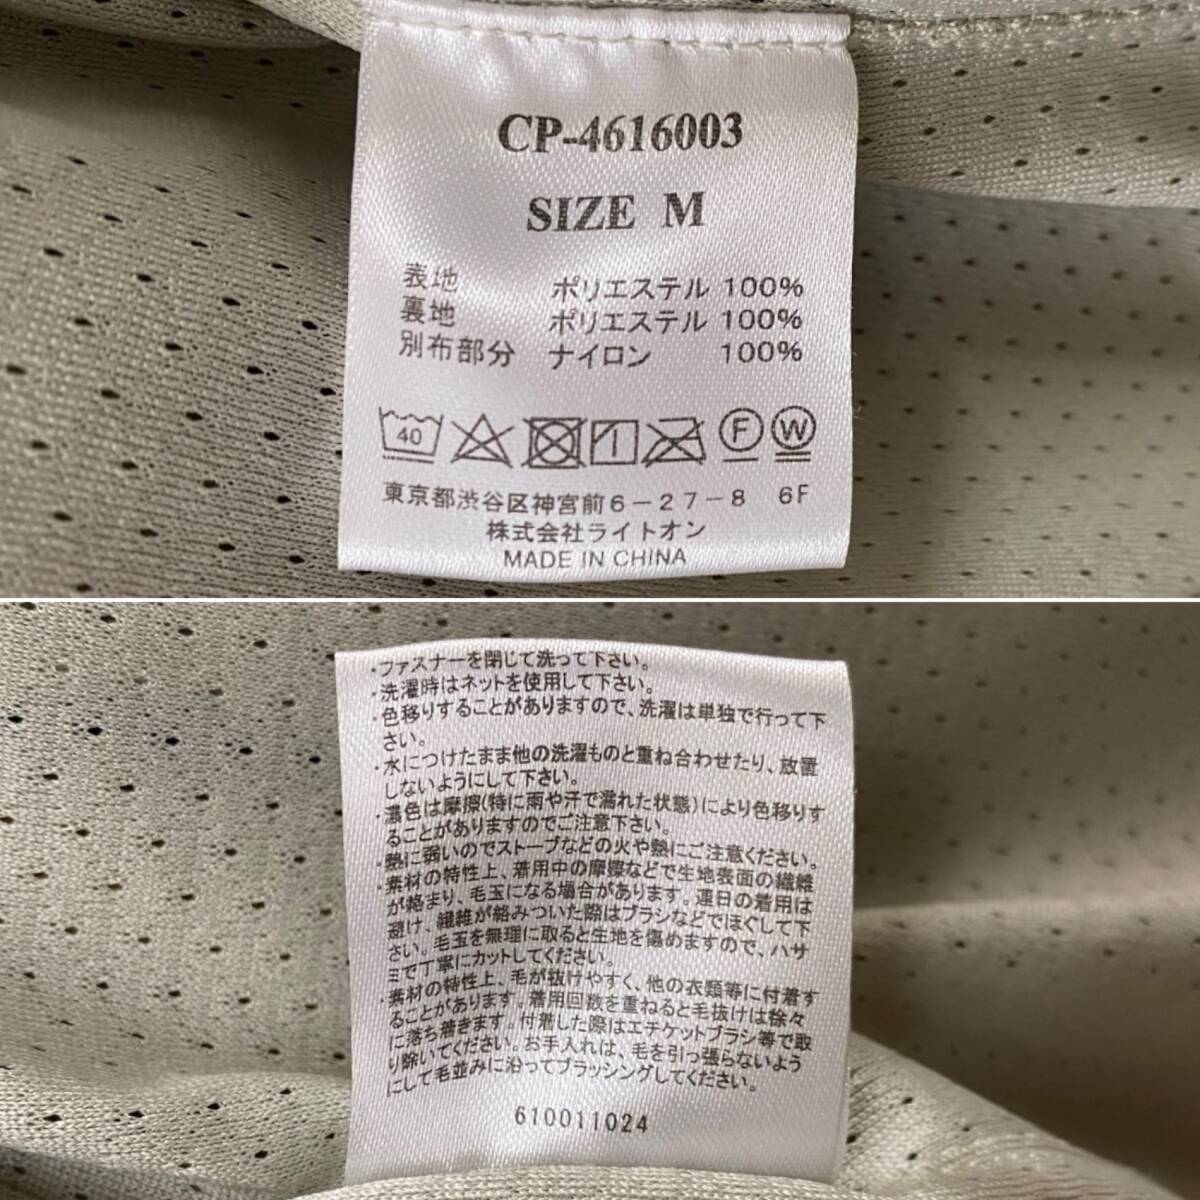 CP-4616003
SIZE M
表地 ポリエステル 100%
裏地 ポリエステル 100%
別布部分 ナイロン 100%
40 F W
東京都渋谷区神宮前6-27-8 6F
株式会社ライトオン
MADE IN CHINA
・ファスナーを閉じて洗って下さい。
・洗濯時はネットを使用して下さい。
・色移りすることがありますので、洗濯は単独で行って下
さい。
・水につけたまま他の洗濯ものと重ね合わせたり、放置
しないようにして下さい。
・濃色は摩擦(特に雨や汗で濡れた状態)により色移りす
ることがありますのでご注意下さい。
・熱に弱いのでストーブなどの火や熱にご注意ください。
・素材の特性上、着用中の摩擦などで生地表面の繊維
が絡まり、毛玉になる場合があります。連日の着用は
避け、繊維が絡みついた際はブラシなどでほぐして下
さい。毛玉を無理に取ると生地を傷めますので、ハサ
ミで丁寧にカットしてください。
・素材の特性上、毛が抜けやすく、他の衣類等に付着す
ることがあります。着用回数を重ねると毛抜けは徐々
に落ち着きます。付着した際はエチケットブラシ等で取
り除いてください。お手入れは、毛を引っ張らないよう
にして毛並みに沿ってブラッシングしてください。
610011024